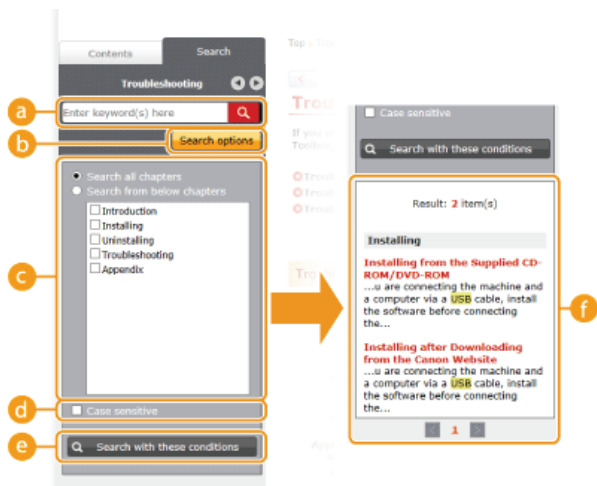 Contents
Search
Troubleshooting
a
Enter keyword(s) here
b
Search options
c
Search all chapters
Search from below chapters
Introduction
Installing
Uninstalling
Troubleshooting
Appendix
d
Case sensitive
e
Search with these conditions
Top
Case sensitive
Search with these conditions
f
Result: 2 item(s)
Installing
Installing from the Supplied CD-
ROM/DVD-ROM
...u are connecting the machine and
a computer via a USB cable, install
the software before connecting
the...
Installing after Downloading
from the Canon Website
...u are connecting the machine and
a computer via a USB cable, install
the software before connecting
the...
1